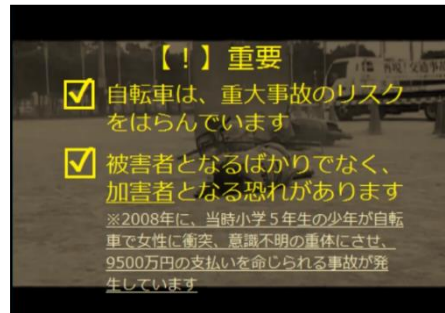 【！】重要
自転車は、重大事故のリスク
をはらんでいます
被害者となるばかりでなく、
加害者となる恐れがあります
※2008年に、当時小学５年生の少年が自転
車で女性に衝突、意識不明の重体にさせ、
9500万円の支払いを命じられる事故が発
生しています